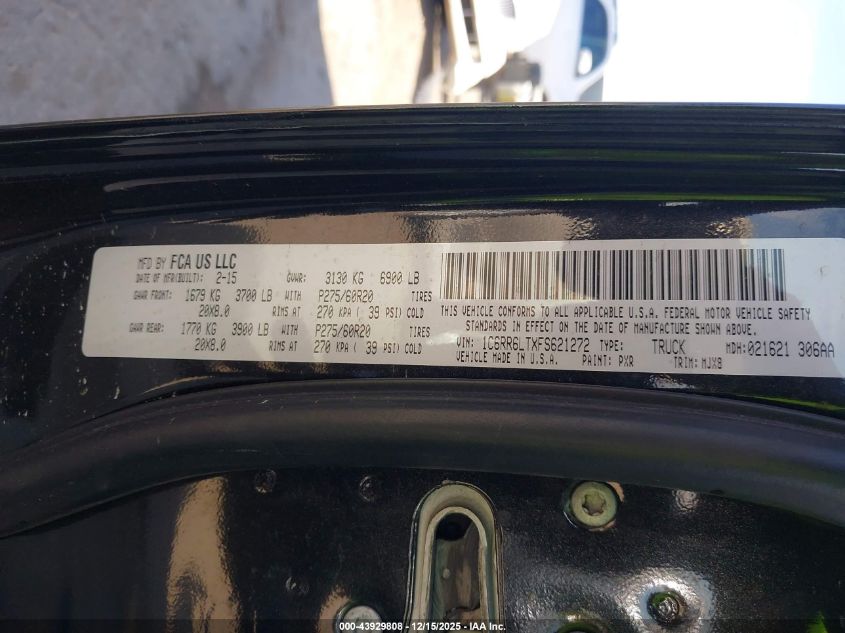 MFD BY FCA US LLC
DATE OF MFR(BUILT): 2-15 GVWR: 3130 KG 6900 LB
GAWR FRONT: 1679 KG 3700 LB WITH P275/60R20 TIRES
20X8.0 RIMS AT 270 KPA ( 39 PSI) COLD
GAWR REAR: 1770 KG 3900 LB WITH P275/60R20 TIRES
20X8.0 RIMS AT 270 KPA ( 39 PSI) COLD
THIS VEHICLE CONFORMS TO ALL APPLICABLE U.S.A. FEDERAL MOTOR VEHICLE SAFETY
STANDARDS IN EFFECT ON THE DATE OF MANUFACTURE SHOWN ABOVE.
VIN: 1C6RR6LTXFS621272 TYPE: TRUCK MDH:021621 306AA
VEHICLE MADE IN U.S.A. PAINT: PXR TRIM: MJX8
000-43929808 - 12/15/2025 - IAA Inc.